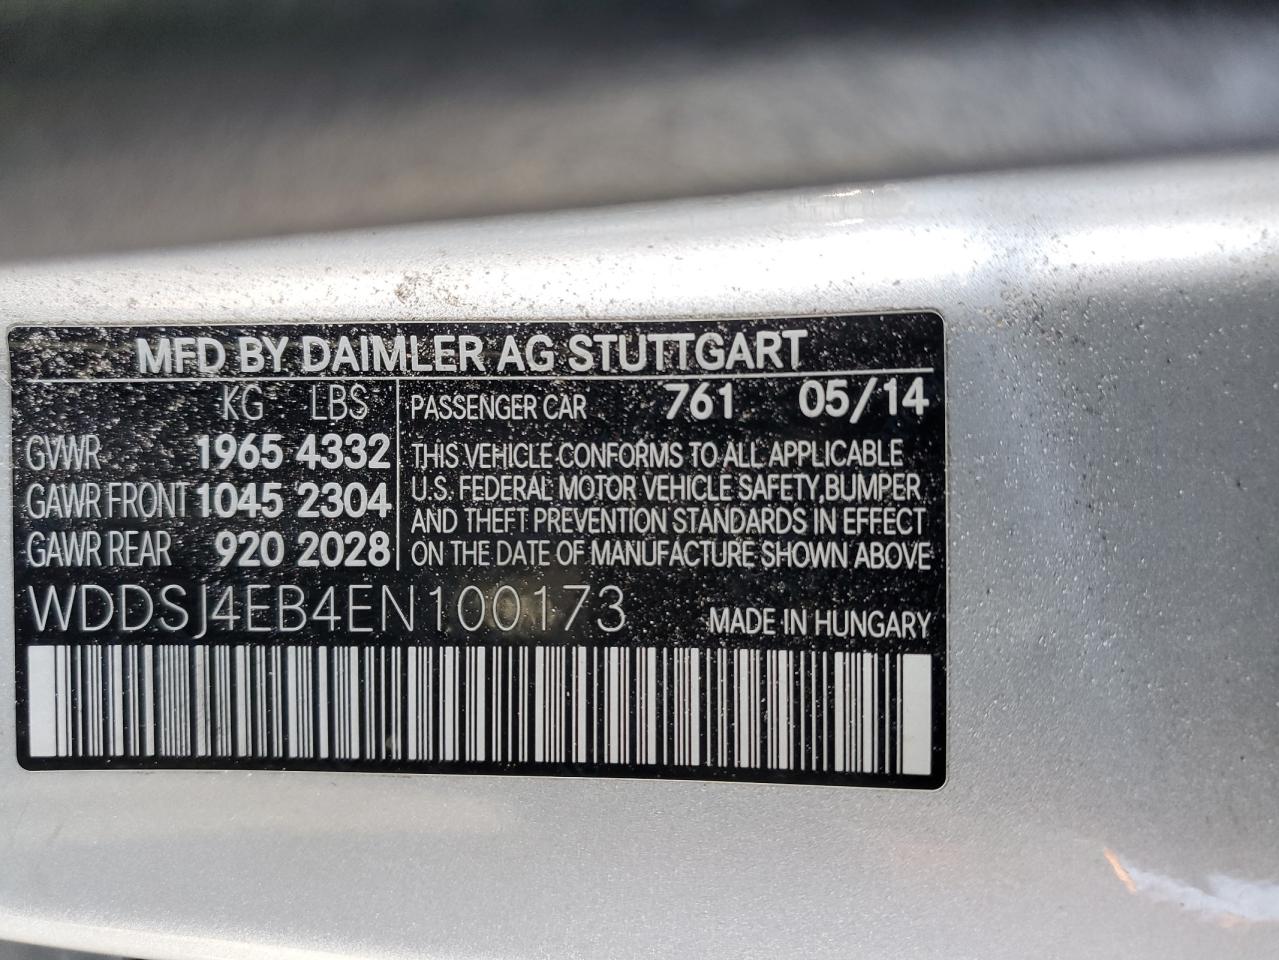 MFD BY DAIMLER AG STUTTGART
KG LBS
GVWR 1965 4332
GAWR FRONT 1045 2304
GAWR REAR 920 2028
PASSENGER CAR 761 05/14
THIS VEHICLE CONFORMS TO ALL APPLICABLE
U.S. FEDERAL MOTOR VEHICLE SAFETY,BUMPER
AND THEFT PREVENTION STANDARDS IN EFFECT
ON THE DATE OF MANUFACTURE SHOWN ABOVE
WDDSJ4EB4EN100173
MADE IN HUNGARY